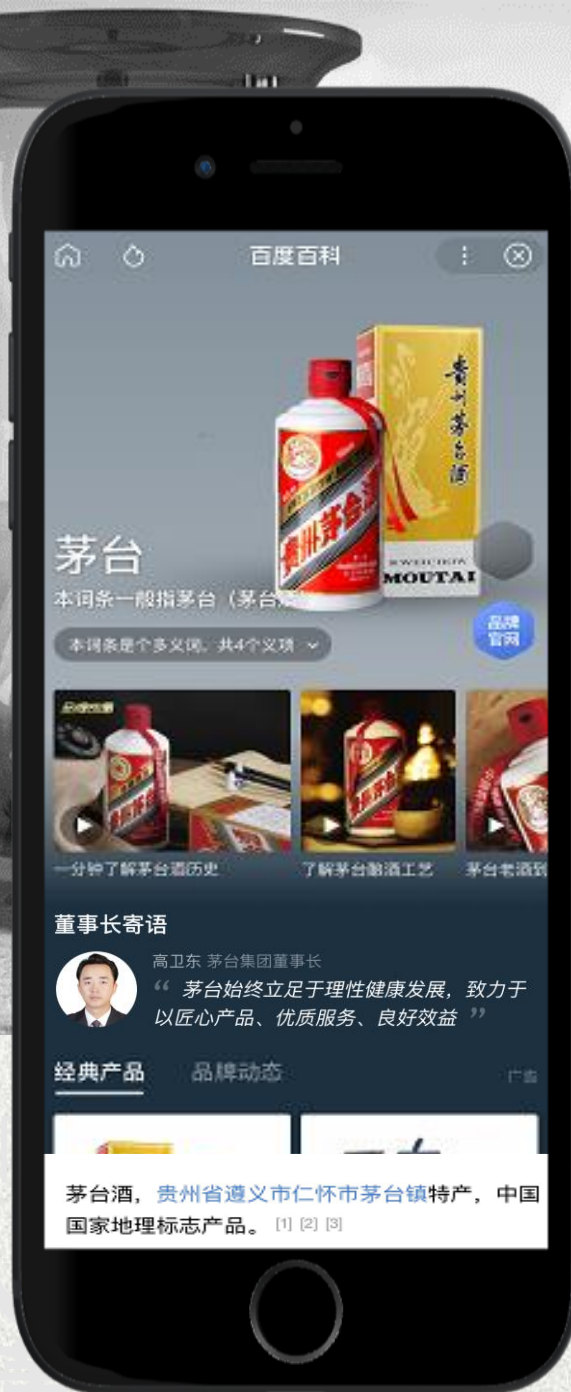 百度百科
贵州茅台酒
KWEICHOW
MOUTAI
贵州茅台酒
茅台
本词条一般指茅台（茅台
本词条是个多义词，共4个义项
品牌
官网
一分钟了解茅台酒历史
了解茅台酿酒工艺
茅台老酒到
董事长寄语
高卫东 茅台集团董事长
“ 茅台始终立足于理性健康发展，致力于
以匠心产品、优质服务、良好效益 ”
经典产品
品牌动态
广告
茅台酒，贵州省遵义市仁怀市茅台镇特产，中国
国家地理标志产品。 [1] [2] [3]